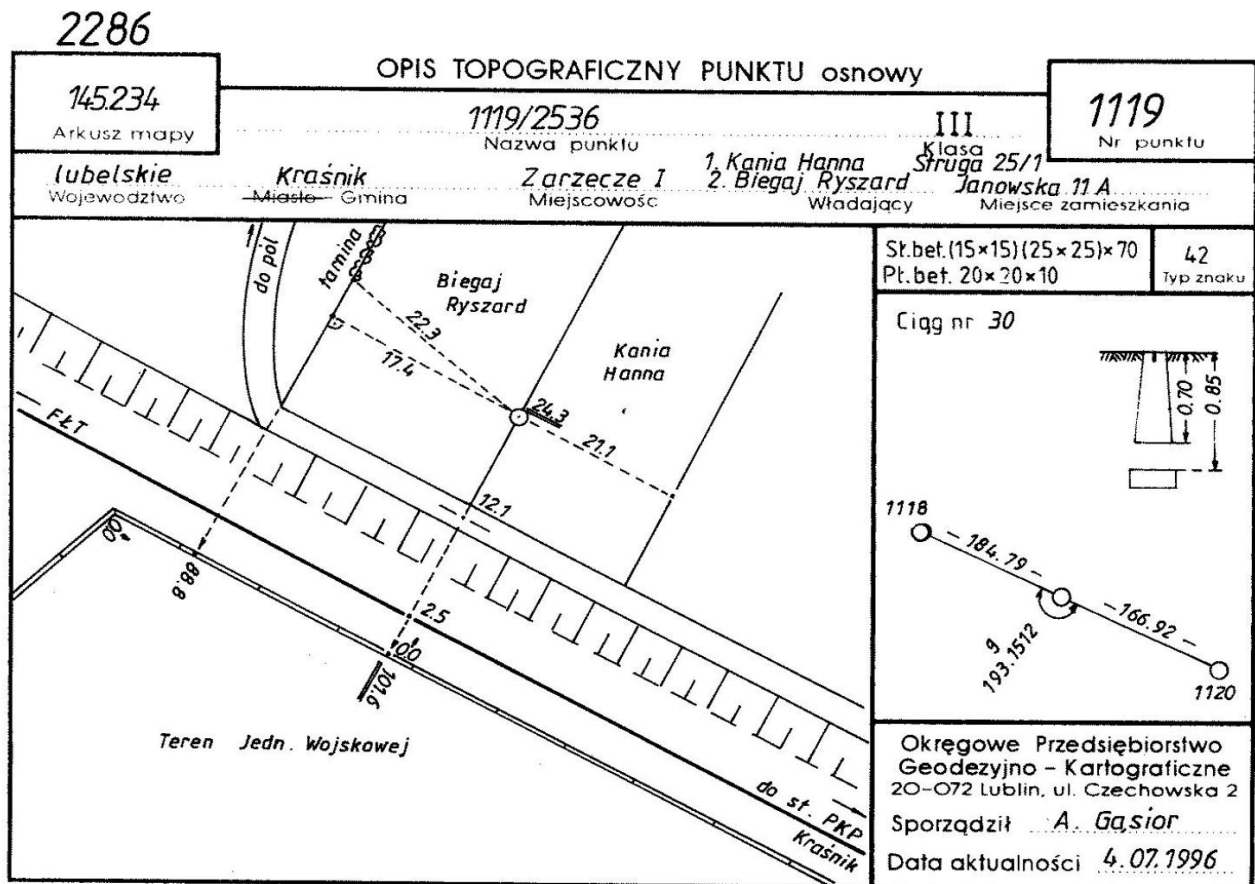 2286
OPIS TOPOGRAFICZNY PUNKTU osnowy
145.234
Arkusz mapy
1119/2536
Nazwa punktu
III
Klasa
1119
Nr punktu
lubelskie
Województwo
Kraśnik
Miasto Gmina
Zarzecze I
Miejscowość
1. Kania Hanna Struga 25/1
2. Biegaj Ryszard Janowska 11 A
Władający Miejsce zamieszkania
St.bet.(15×15)(25×25)×70
Pt.bet. 20×20×10
42
Typ znaku
do pól
tarnina
Biegaj
Ryszard
22.3
17.4
Kania
Hanna
24.3
21.1
FŁT
12.1
0.0
88.8
2.5
0.0
101.6
Teren Jedn. Wojskowej
do st. PKP
Kraśnik
Ciąg nr 30
0.70
0.85
1118
184.79
166.92
g
193.1512
1120
Okręgowe Przedsiębiorstwo
Geodezyjno – Kartograficzne
20-072 Lublin, ul. Czechowska 2
Sporządził A. Gąsior
Data aktualności 4.07.1996